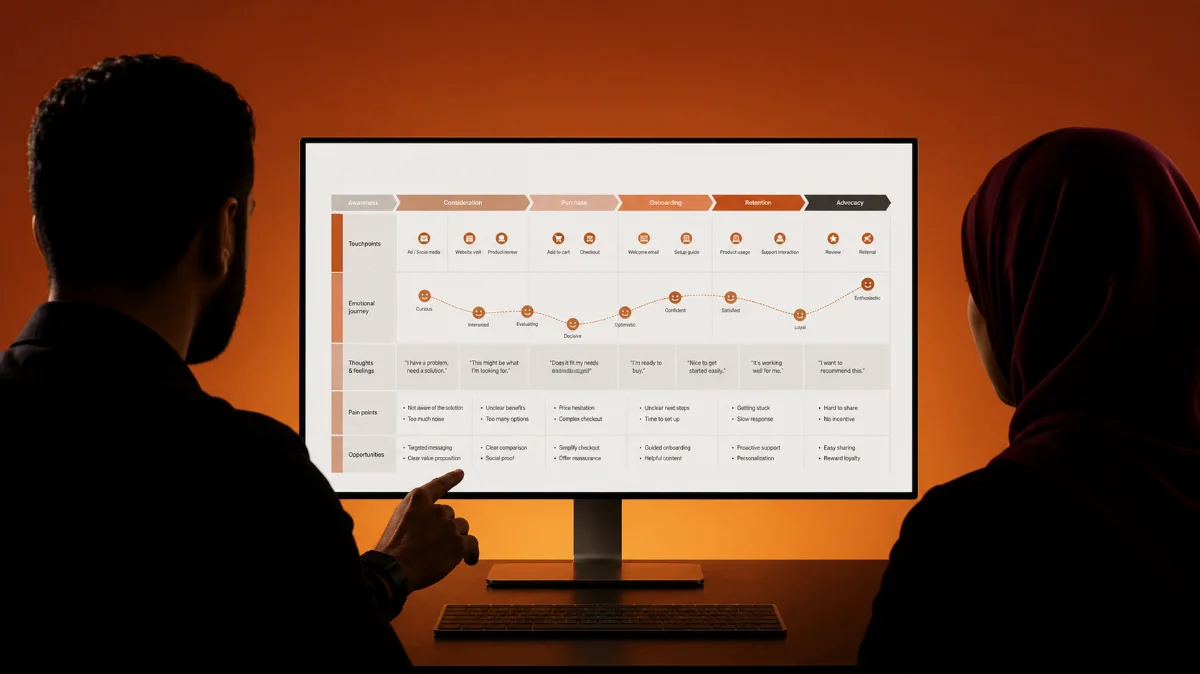 Awareness
Consideration
Purchase
Onboarding
Retention
Advocacy
Touchpoints
Ad / Social media
Website visit
Product review
Add to cart
Checkout
Welcome email
Setup guide
Product usage
Support interaction
Review
Referral
Emotional
journey
Curious
Interested
Evaluating
Decisive
Optimistic
Confident
Satisfied
Loyal
Enthusiastic
Thoughts
& feelings
"I have a problem,
need a solution."
"This might be what
I'm looking for."
"Does it fit my needs
"I'm ready to
buy."
"Nice to get
started easily."
"It's working
well for me."
"I want to
recommend this."
Pain points
• Not aware of the solution
• Too much noise
• Unclear benefits
• Too many options
• Price hesitation
• Complex checkout
• Unclear next steps
• Time to set up
• Getting stuck
• Slow response
• Hard to share
• No incentive
Opportunities
• Targeted messaging
• Clear value proposition
• Clear comparison
• Social proof
• Simplify checkout
• Offer reassurance
• Guided onboarding
• Helpful content
• Proactive support
• Personalization
• Easy sharing
• Reward loyalty